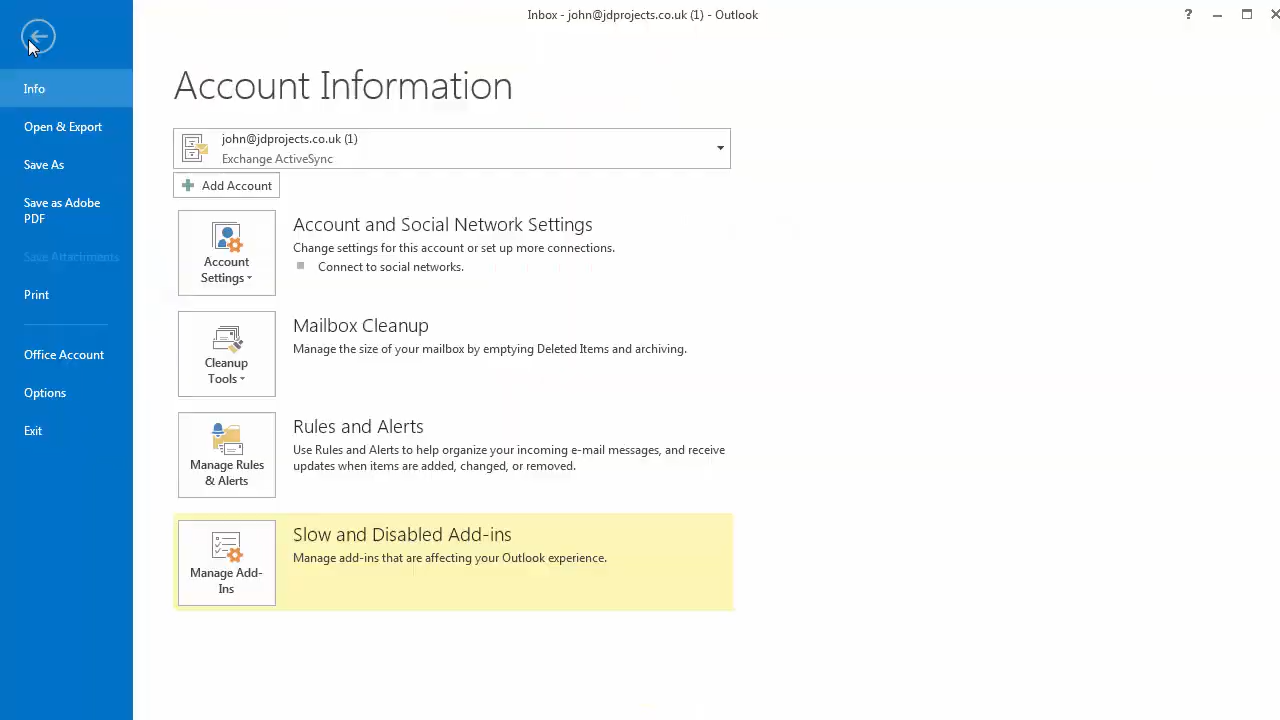 Inbox - john@jdprojects.co.uk (1) - Outlook
?
Info
Open & Export
Save As
Save as Adobe
PDF
Save Attachments
Print
Office Account
Options
Exit
Account Information
john@jdprojects.co.uk (1)
Exchange ActiveSync
Add Account
Account
Settings
Account and Social Network Settings
Change settings for this account or set up more connections.
Connect to social networks.
Cleanup
Tools
Mailbox Cleanup
Manage the size of your mailbox by emptying Deleted Items and archiving.
Manage Rules
& Alerts
Rules and Alerts
Use Rules and Alerts to help organize your incoming e-mail messages, and receive
updates when items are added, changed, or removed.
Manage Add-
Ins
Slow and Disabled Add-ins
Manage add-ins that are affecting your Outlook experience.